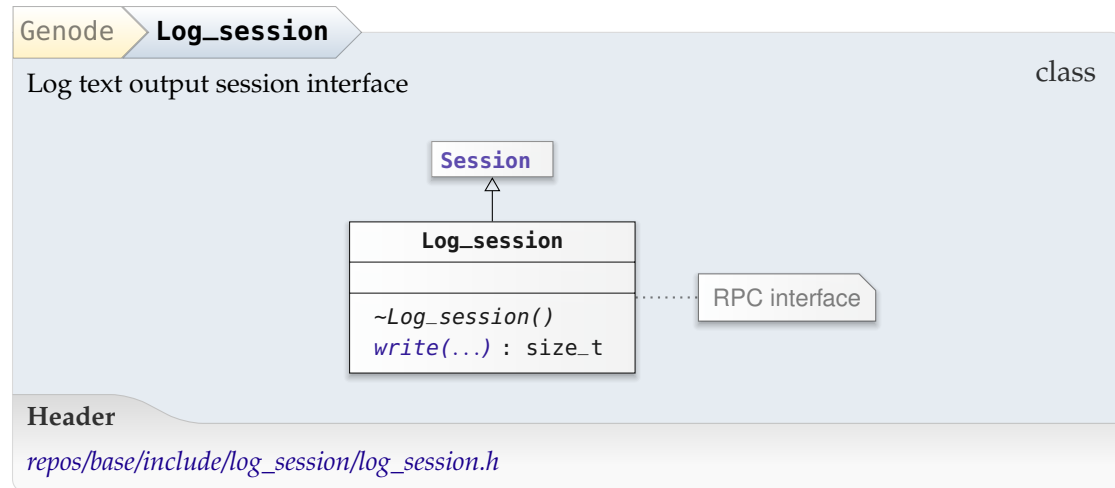 Genode Log_session
class
Log text output session interface
Session
Log_session
~Log_session()
write(...) : size_t
RPC interface
Header
repos/base/include/log_session/log_session.h